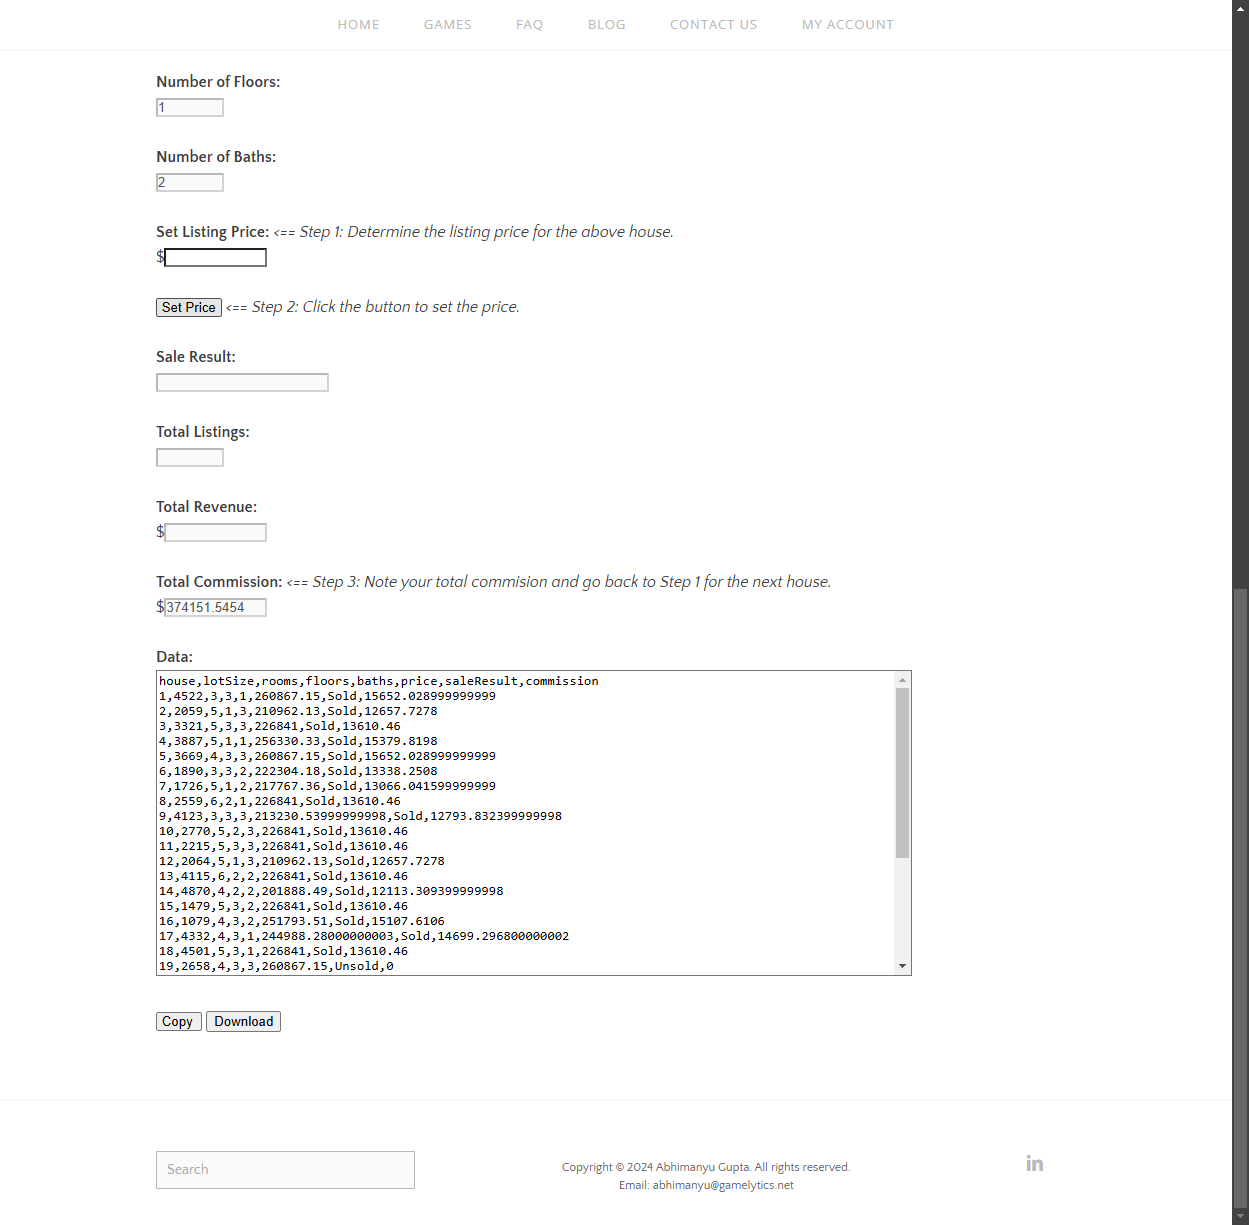 HOME GAMES FAQ BLOG CONTACT US MY ACCOUNT
Number of Floors:
1
Number of Baths:
2
Set Listing Price: <== Step 1: Determine the listing price for the above house.
$
Set Price <== Step 2: Click the button to set the price.
Sale Result:
Total Listings:
Total Revenue:
$
Total Commission: <== Step 3: Note your total commision and go back to Step 1 for the next house.
$374151.5454
Data:
house,lotSize,rooms,floors,baths,price,saleResult,commission
1,4522,3,3,1,260867.15,Sold,15652.028999999999
2,2059,5,1,3,210962.13,Sold,12657.7278
3,3321,5,3,3,226841,Sold,13610.46
4,3887,5,1,1,256330.33,Sold,15379.8198
5,3669,4,3,3,260867.15,Sold,15652.028999999999
6,1890,3,3,2,222304.18,Sold,13338.2508
7,1726,5,1,2,217767.36,Sold,13066.041599999999
8,2559,6,2,1,226841,Sold,13610.46
9,4123,3,3,3,213230.53999999998,Sold,12793.832399999998
10,2770,5,2,3,226841,Sold,13610.46
11,2215,5,3,3,226841,Sold,13610.46
12,2064,5,1,3,210962.13,Sold,12657.7278
13,4115,6,2,2,226841,Sold,13610.46
14,4870,4,2,2,201888.49,Sold,12113.309399999998
15,1479,5,3,2,226841,Sold,13610.46
16,1079,4,3,2,251793.51,Sold,15107.6106
17,4332,4,3,1,244988.28000000003,Sold,14699.296800000002
18,4501,5,3,1,226841,Sold,13610.46
19,2658,4,3,3,260867.15,Unsold,0
Copy Download
Search
Copyright © 2024 Abhimanyu Gupta. All rights reserved.
Email: abhimanyu@gamelytics.net
in